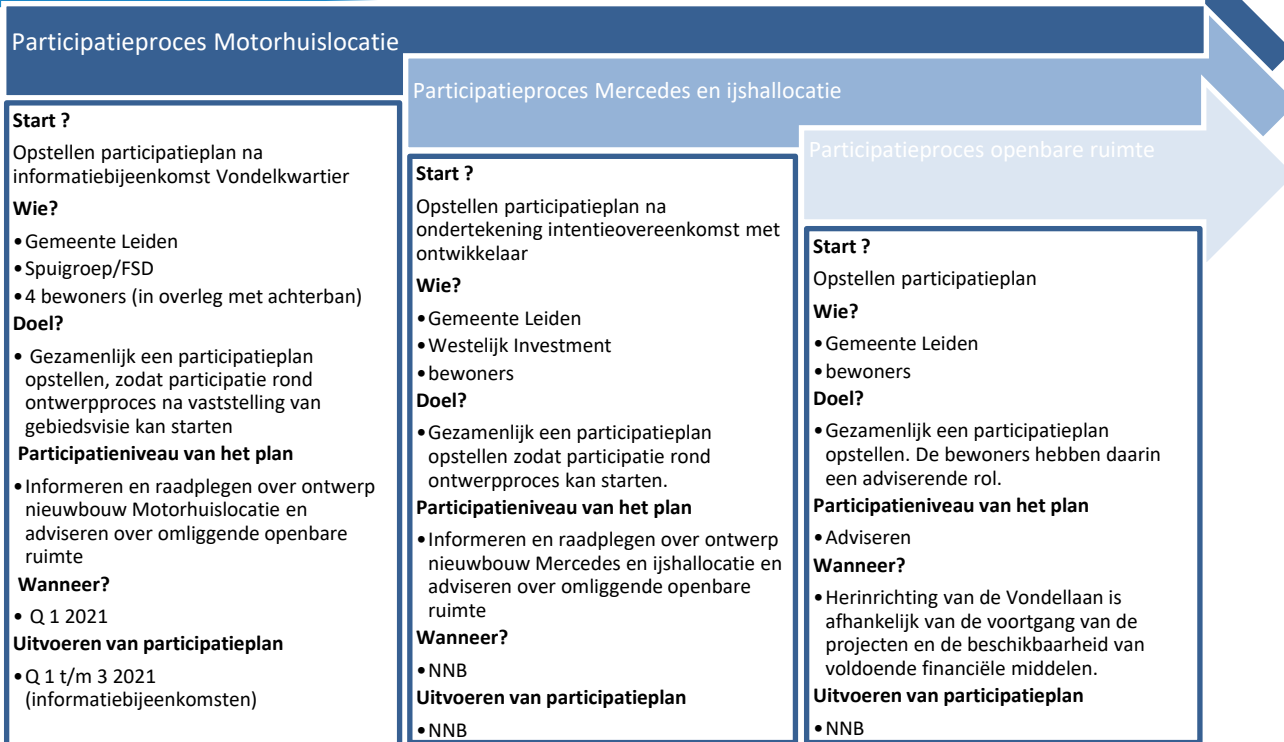 Participatieproces Motorhuislocatie
Start ?
Opstellen participatieplan na
informatiebijeenkomst Vondelkwartier
Wie?
•Gemeente Leiden
•Spuigroep/FSD
•4 bewoners (in overleg met achterban)
Doel?
• Gezamenlijk een participatieplan
opstellen, zodat participatie rond
ontwerpproces na vaststelling van
gebiedsvisie kan starten
Participatieniveau van het plan
•Informeren en raadplegen over ontwerp
nieuwbouw Motorhuislocatie en
adviseren over omliggende openbare
ruimte
Wanneer?
• Q 1 2021
Uitvoeren van participatieplan
•Q 1 t/m 3 2021
(informatiebijeenkomsten)
Participatieproces Mercedes en ijshallocatie
Start ?
Opstellen participatieplan na
ondertekening intentieovereenkomst met
ontwikkelaar
Wie?
•Gemeente Leiden
•Westelijk Investment
•bewoners
Doel?
•Gezamenlijk een participatieplan
opstellen zodat participatie rond
ontwerpproces kan starten.
Participatieniveau van het plan
•Informeren en raadplegen over ontwerp
nieuwbouw Mercedes en ijshallocatie en
adviseren over omliggende openbare
ruimte
Wanneer?
•NNB
Uitvoeren van participatieplan
•NNB
Participatieproces openbare ruimte
Start ?
Opstellen participatieplan
Wie?
•Gemeente Leiden
•bewoners
Doel?
•Gezamenlijk een participatieplan
opstellen. De bewoners hebben daarin
een adviserende rol.
Participatieniveau van het plan
•Adviseren
Wanneer?
•Herinrichting van de Vondellaan is
afhankelijk van de voortgang van de
projecten en de beschikbaarheid van
voldoende financiële middelen.
Uitvoeren van participatieplan
•NNB